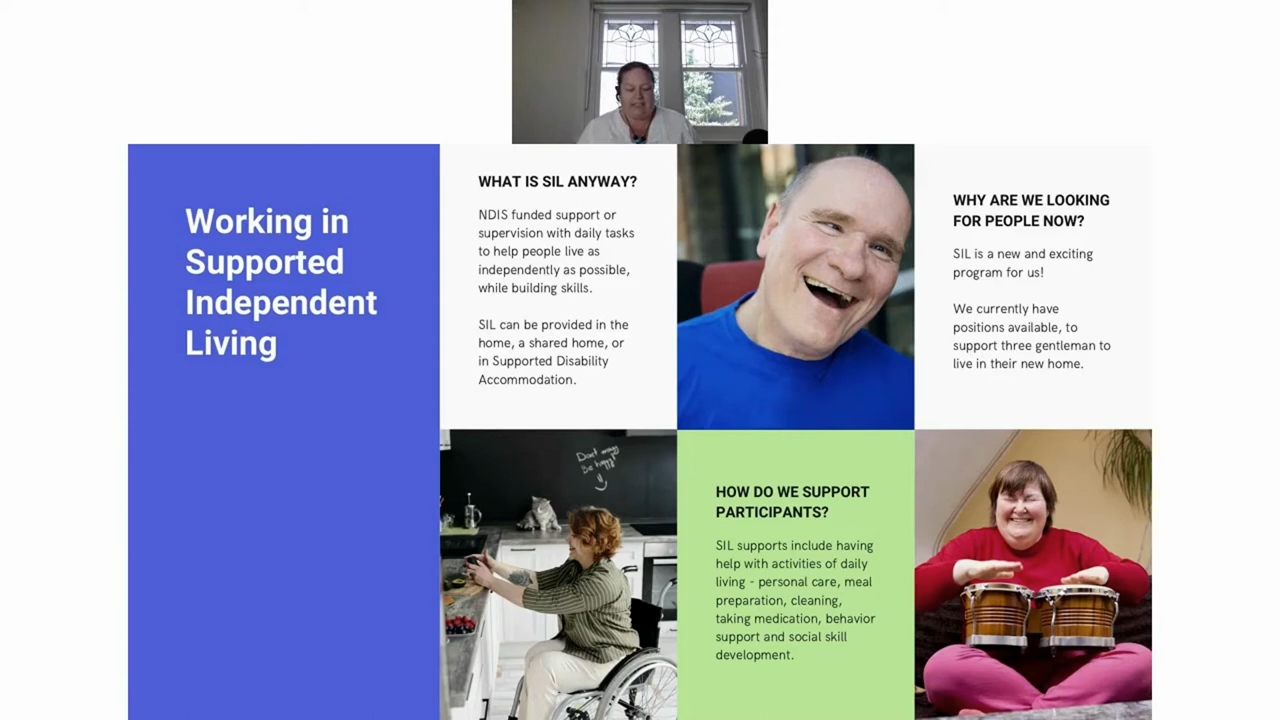 Working in
Supported
Independent
Living
WHAT IS SIL ANYWAY?
NDIS funded support or
supervision with daily tasks
to help people live as
independently as possible,
while building skills.
SIL can be provided in the
home, a shared home, or
in Supported Disability
Accommodation.
WHY ARE WE LOOKING
FOR PEOPLE NOW?
SIL is a new and exciting
program for us!
We currently have
positions available, to
support three gentleman to
live in their new home.
HOW DO WE SUPPORT
PARTICIPANTS?
SIL supports include having
help with activities of daily
living - personal care, meal
preparation, cleaning,
taking medication, behavior
support and social skill
development.